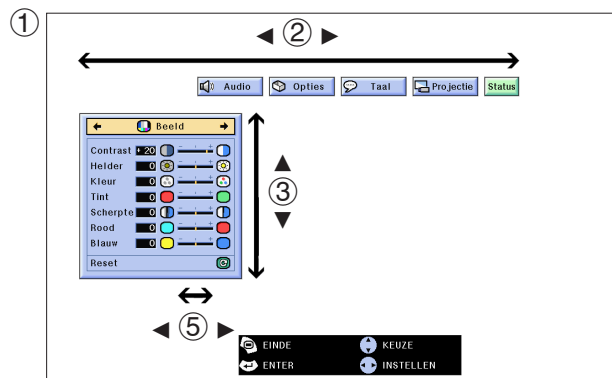 ①
◄ ② ►
Audio Opties Taal Projectie Status
Beeld
Contrast +20 - +
Helder 0 - +
Kleur 0 - +
Tint 0 - +
Scherpte 0 - +
Rood 0 - +
Blauw 0 - +
Reset
▲
③
▼
◄ ⑤ ►
EINDE KEUZE
ENTER INSTELLEN